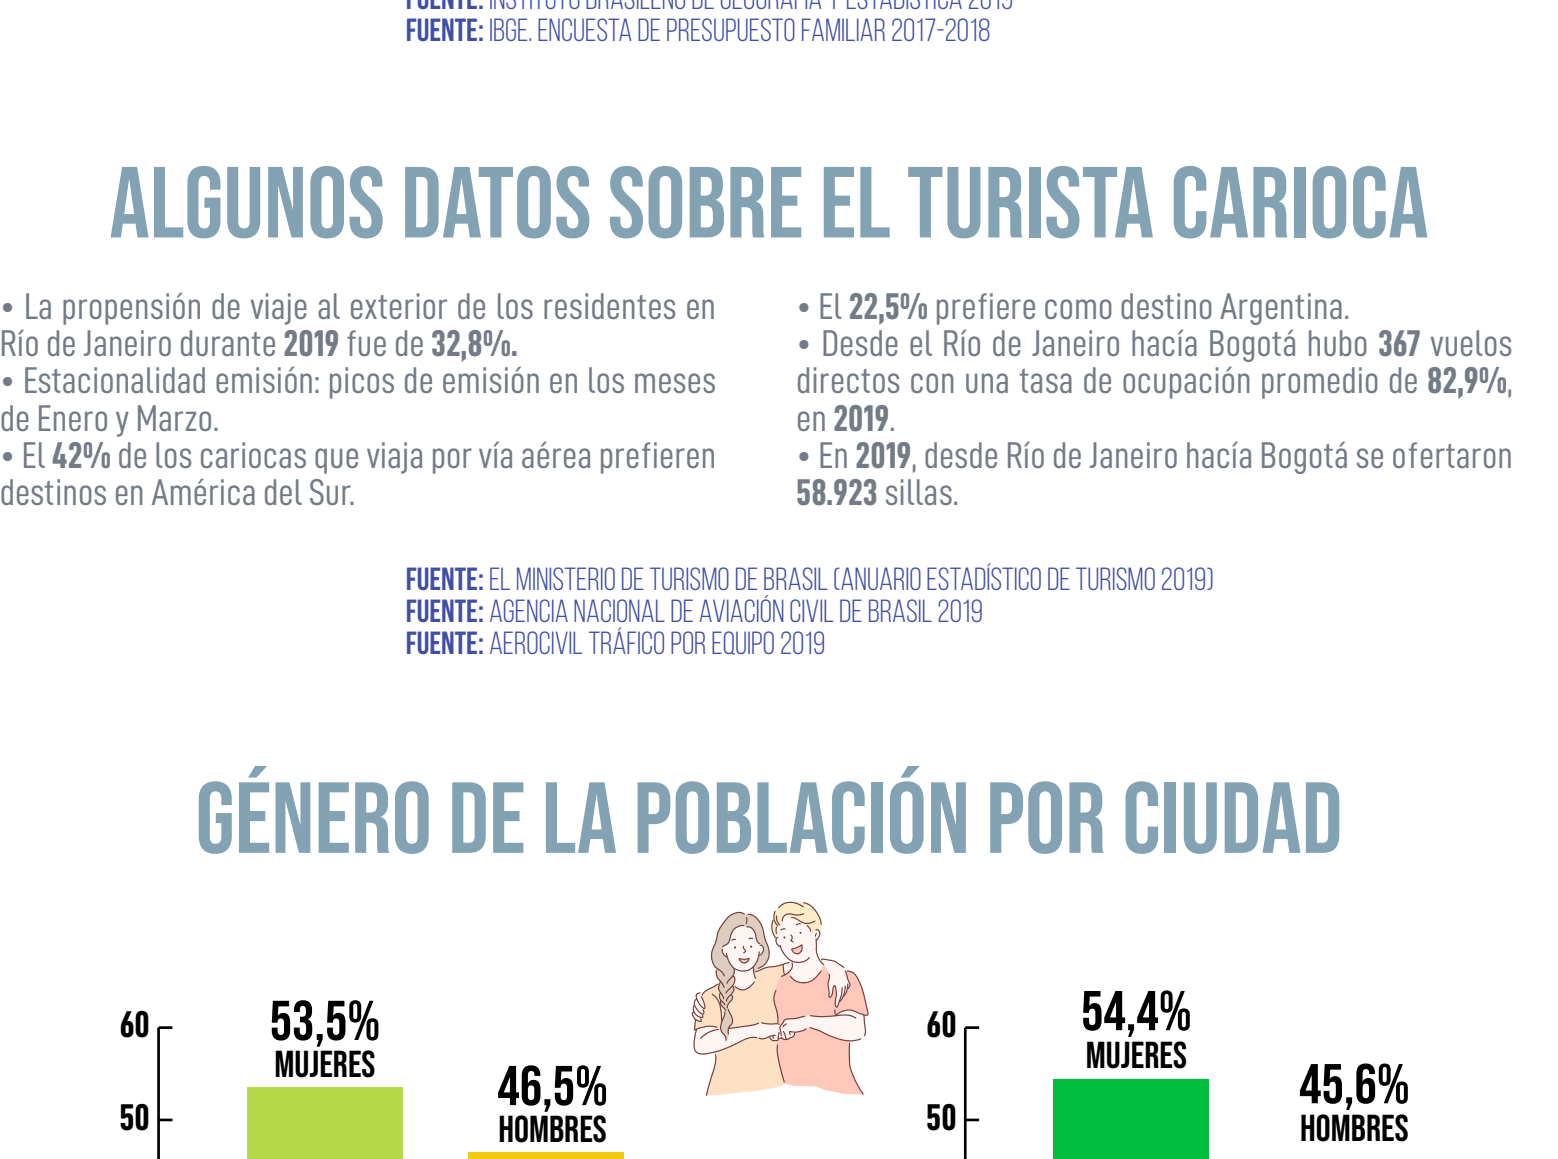 FUENTE: INSTITUTO BRASILEÑO DE GEOGRAFÍA Y ESTADÍSTICA 2019
FUENTE: IBGE. ENCUESTA DE PRESUPUESTO FAMILIAR 2017-2018
ALGUNOS DATOS SOBRE EL TURISTA CARIOCA
• La propensión de viaje al exterior de los residentes en
Río de Janeiro durante 2019 fue de 32,8%.
• Estacionalidad emisión: picos de emisión en los meses
de Enero y Marzo.
• El 42% de los cariocas que viaja por vía aérea prefieren
destinos en América del Sur.
• El 22,5% prefiere como destino Argentina.
• Desde el Río de Janeiro hacía Bogotá hubo 367 vuelos
directos con una tasa de ocupación promedio de 82,9%,
en 2019.
• En 2019, desde Río de Janeiro hacía Bogotá se ofertaron
58.923 sillas.
FUENTE: EL MINISTERIO DE TURISMO DE BRASIL (ANUARIO ESTADÍSTICO DE TURISMO 2019)
FUENTE: AGENCIA NACIONAL DE AVIACIÓN CIVIL DE BRASIL 2019
FUENTE: AEROCIVIL TRÁFICO POR EQUIPO 2019
GÉNERO DE LA POBLACIÓN POR CIUDAD
60
53,5%
MUJERES
46,5%
HOMBRES
50
60
54,4%
MUJERES
45,6%
HOMBRES
50